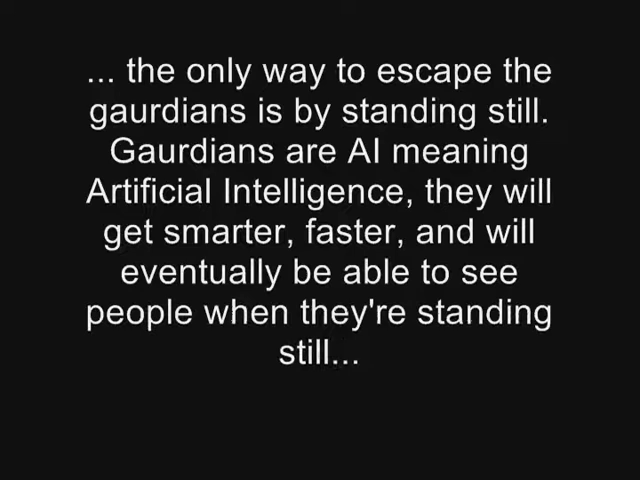 ... the only way to escape the
gaurdians is by standing still.
Gaurdians are AI meaning
Artificial Intelligence, they will
get smarter, faster, and will
eventually be able to see
people when they're standing
still...